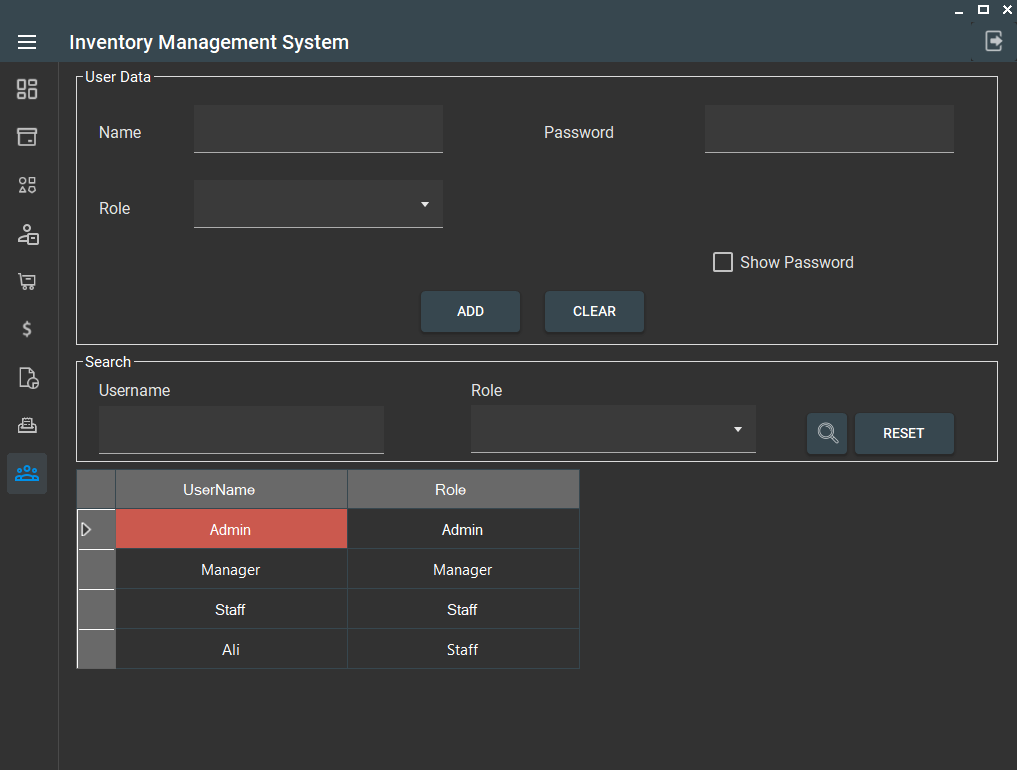 Inventory Management System
User Data
Name Password
Role
Show Password
ADD CLEAR
Search
Username Role
RESET
UserName Role
Admin Admin
Manager Manager
Staff Staff
Ali Staff